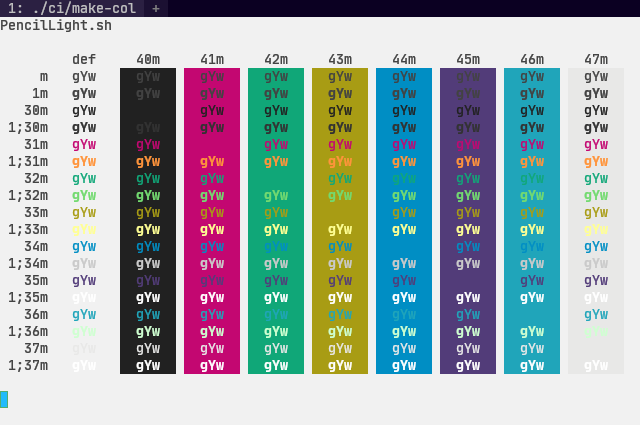 1: ./ci/make-col +
PencilLight.sh
def 40m 41m 42m 43m 44m 45m 46m 47m
m gYw gYw gYw gYw gYw gYw gYw gYw gYw
1m gYw gYw gYw gYw gYw gYw gYw gYw gYw
30m gYw gYw gYw gYw gYw gYw gYw gYw
1;30m gYw gYw gYw gYw gYw gYw gYw gYw gYw
31m gYw gYw gYw gYw gYw gYw gYw gYw
1;31m gYw gYw gYw gYw gYw gYw gYw gYw gYw
32m gYw gYw gYw gYw gYw gYw gYw gYw
1;32m gYw gYw gYw gYw gYw gYw gYw gYw gYw
33m gYw gYw gYw gYw gYw gYw gYw gYw
1;33m gYw gYw gYw gYw gYw gYw gYw gYw gYw
34m gYw gYw gYw gYw gYw gYw gYw gYw
1;34m gYw gYw gYw gYw gYw gYw gYw gYw gYw
35m gYw gYw gYw gYw gYw gYw gYw gYw
1;35m gYw gYw gYw gYw gYw gYw gYw gYw gYw
36m gYw gYw gYw gYw gYw gYw gYw gYw
1;36m gYw gYw gYw gYw gYw gYw gYw gYw gYw
37m gYw gYw gYw gYw gYw gYw gYw gYw
1;37m gYw gYw gYw gYw gYw gYw gYw gYw gYw